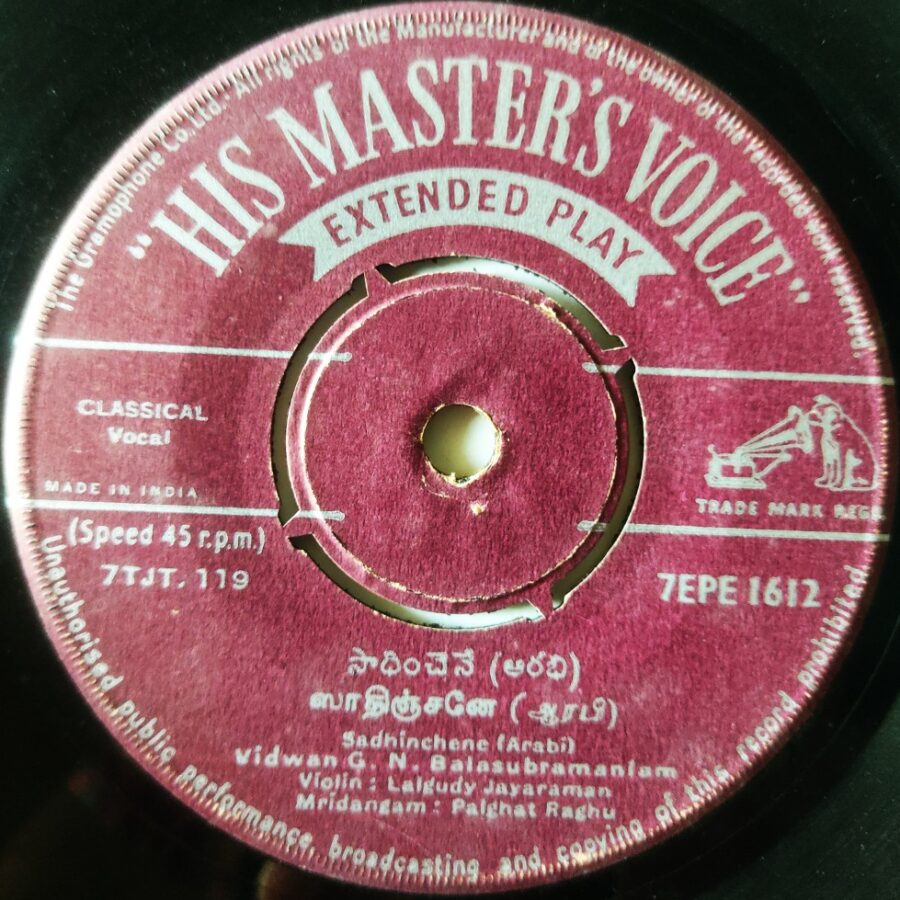 The Gramophone Co. Ltd. All rights of the Manufacturer and of the owner of the recorded work reserved.
"HIS MASTER'S VOICE"
EXTENDED PLAY
CLASSICAL
Vocal
MADE IN INDIA
TRADE MARK REGD
(Speed 45 r.p.m.)
7TJT. 119
7EPE 1612
సాధించెనే (ఆరభి)
ஸாதிஞ்சனே (ஆரபி)
Sadhinchene (Arabi)
Vidwan G. N. Balasubramaniam
Violin : Lalgudy Jayaraman
Mridangam : Palghat Raghu
Unauthorised public performance, broadcasting and copying of this record prohibited